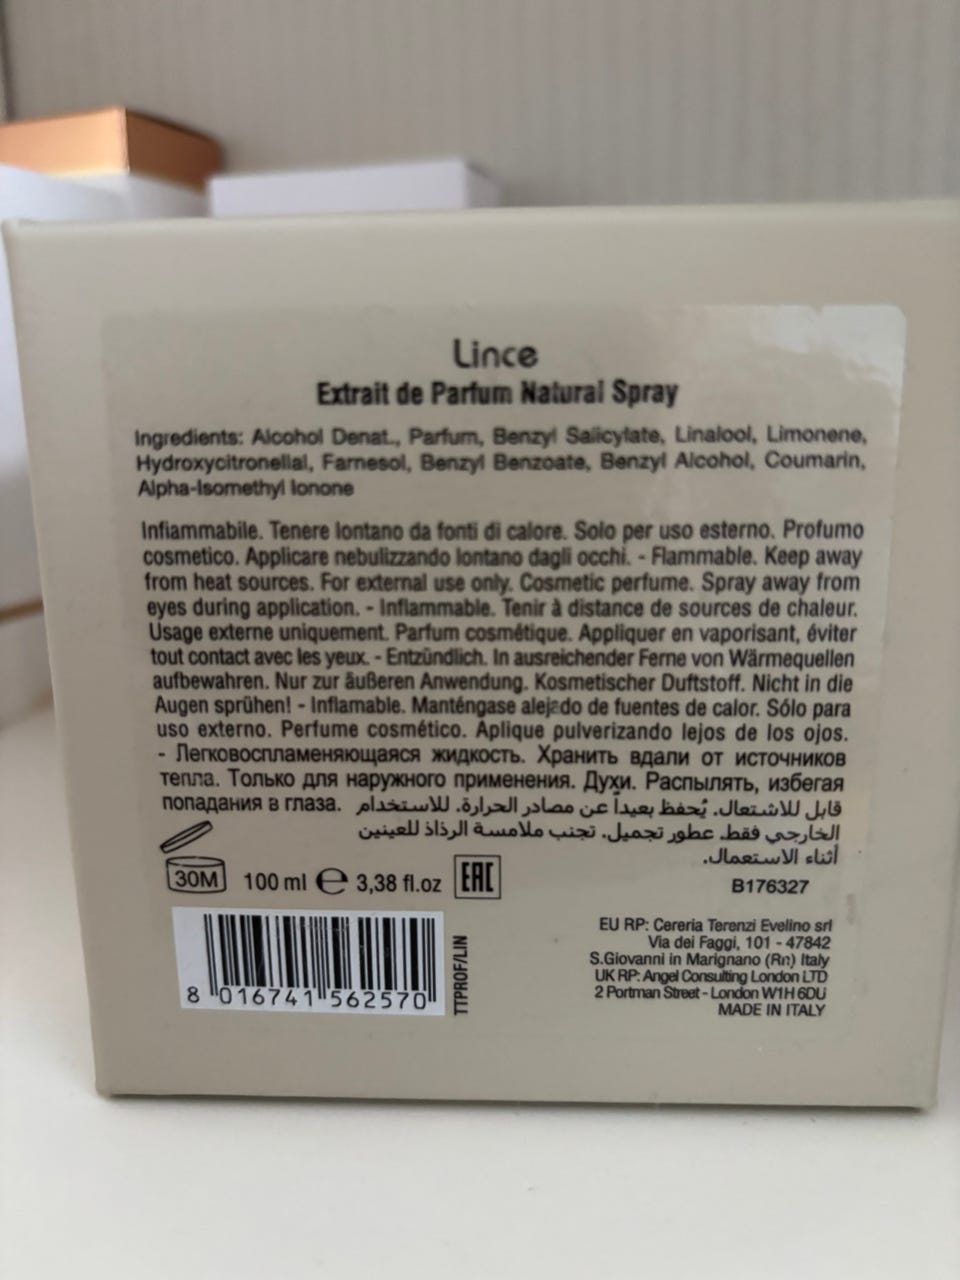 Lince
Extrait de Parfum Natural Spray
Ingredients: Alcohol Denat., Parfum, Benzyl Salicylate, Linalool, Limonene,
Hydroxycitronellal, Farnesol, Benzyl Benzoate, Benzyl Alcohol, Coumarin,
Alpha-Isomethyl Ionone
Infiammabile. Tenere lontano da fonti di calore. Solo per uso esterno. Profumo
cosmetico. Applicare nebulizzando lontano dagli occhi. - Flammable. Keep away
from heat sources. For external use only. Cosmetic perfume. Spray away from
eyes during application. - Inflammable. Tenir à distance de sources de chaleur.
Usage externe uniquement. Parfum cosmétique. Appliquer en vaporisant, éviter
tout contact avec les yeux. - Entzündlich. In ausreichender Ferne von Wärmequellen
aufbewahren. Nur zur äußeren Anwendung. Kosmetischer Duftstoff. Nicht in die
Augen sprühen! - Inflamable. Manténgase alejado de fuentes de calor. Sólo para
uso externo. Perfume cosmético. Aplique pulverizando lejos de los ojos.
- Легковоспламеняющаяся жидкость. Хранить вдали от источников
тепла. Только для наружного применения. Духи. Распылять, избегая
попадания в глаза. قابل للاشتعال. يُحفظ بعيداً عن مصادر الحرارة. للاستخدام
الخارجي فقط. عطور تجميل. تجنب ملامسة الرذاذ للعينين
أثناء الاستعمال.
30M 100 ml ℮ 3,38 fl.oz EAC
B176327
8 016741 562570
TTPROF/LIN
EU RP: Cereria Terenzi Evelino srl
Via dei Faggi, 101 - 47842
S.Giovanni in Marignano (Rn) Italy
UK RP: Angel Consulting London LTD
2 Portman Street - London W1H 6DU
MADE IN ITALY